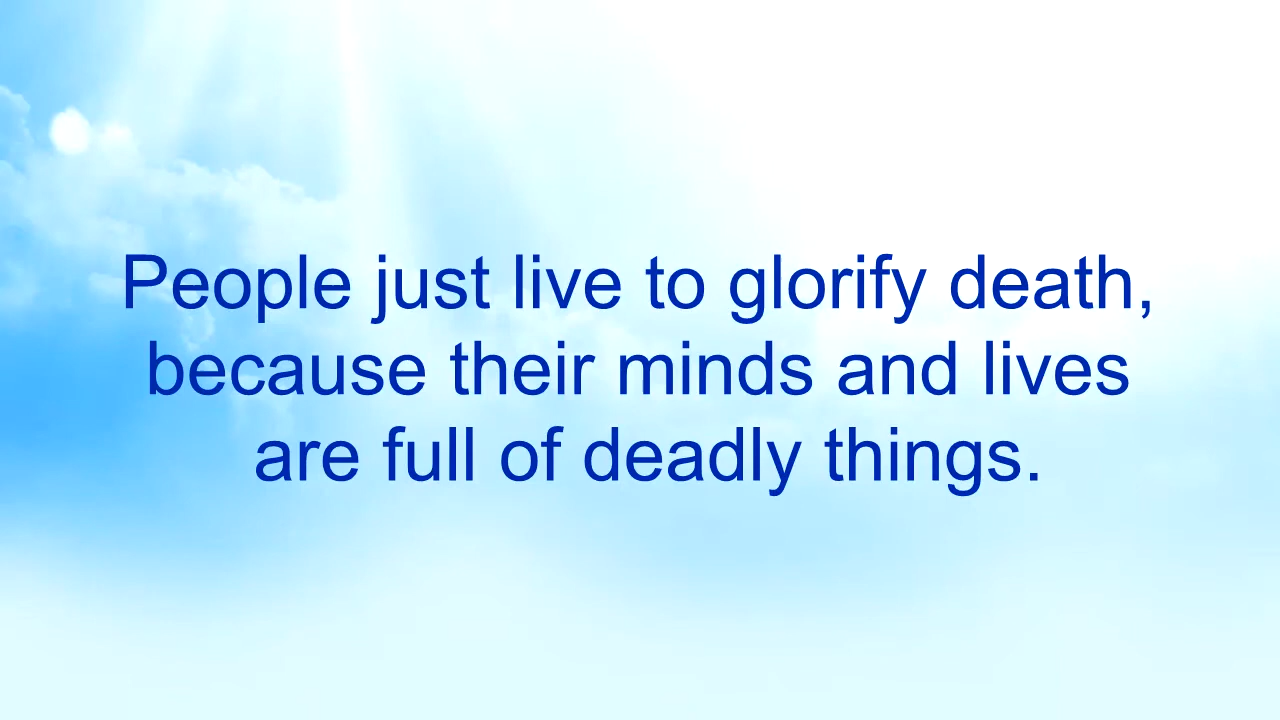 People just live to glorify death,
because their minds and lives
are full of deadly things.